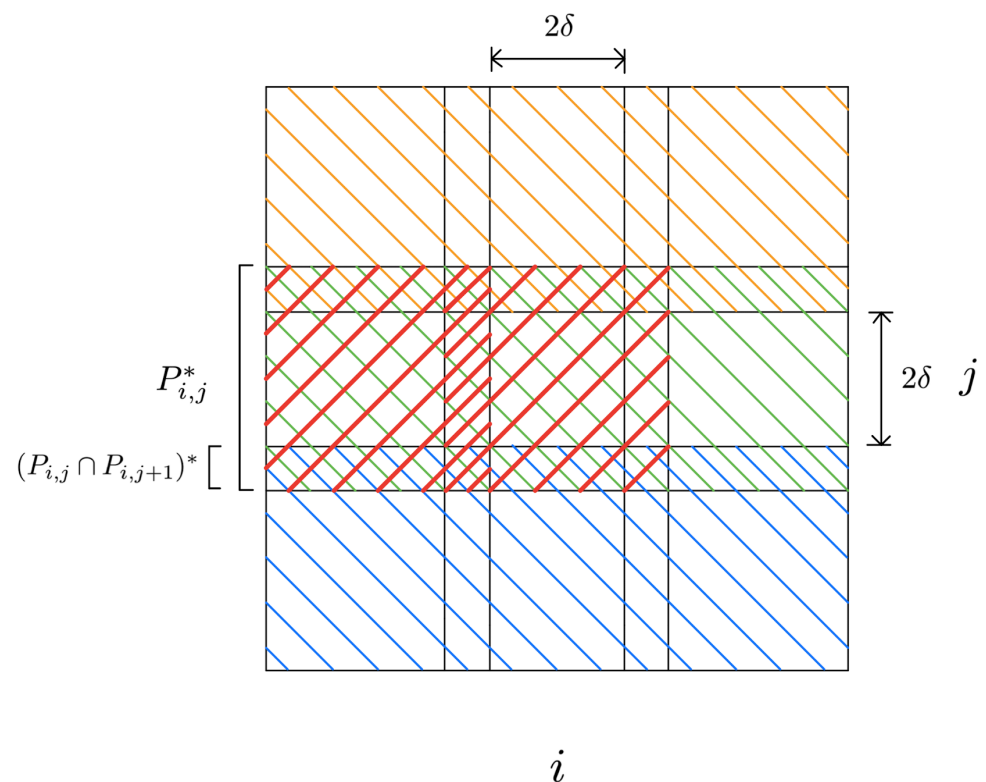 2δ
P*_{i,j}
2δ j
(P_{i,j} ∩ P_{i,j+1})*
i